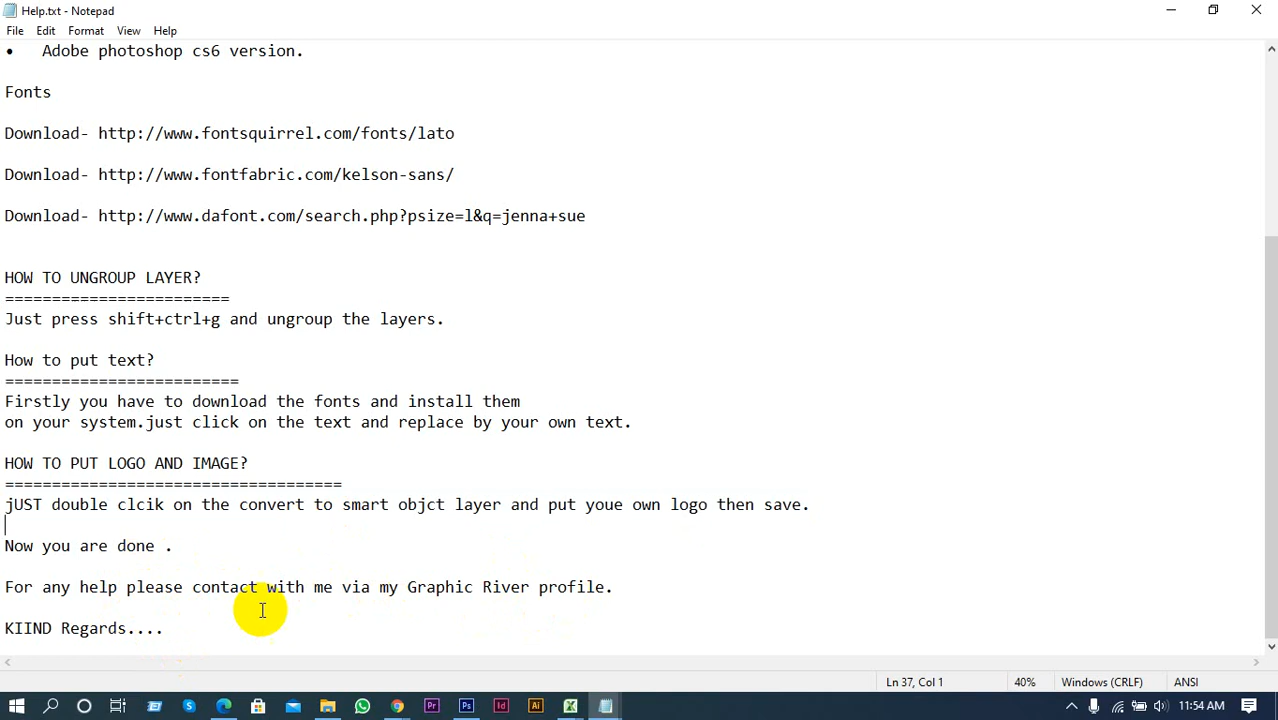 Help.txt - Notepad
File Edit Format View Help
• Adobe photoshop cs6 version.
Fonts
Download- http://www.fontsquirrel.com/fonts/lato
Download- http://www.fontfabric.com/kelson-sans/
Download- http://www.dafont.com/search.php?psize=l&q=jenna+sue
HOW TO UNGROUP LAYER?
========================
Just press shift+ctrl+g and ungroup the layers.
How to put text?
=========================
Firstly you have to download the fonts and install them
on your system.just click on the text and replace by your own text.
HOW TO PUT LOGO AND IMAGE?
====================================
jUST double clcik on the convert to smart objct layer and put youe own logo then save.
Now you are done .
For any help please contact with me via my Graphic River profile.
KIIND Regards....
Ln 37, Col 1 40% Windows (CRLF) ANSI
Pr Ps Id Ai 11:54 AM